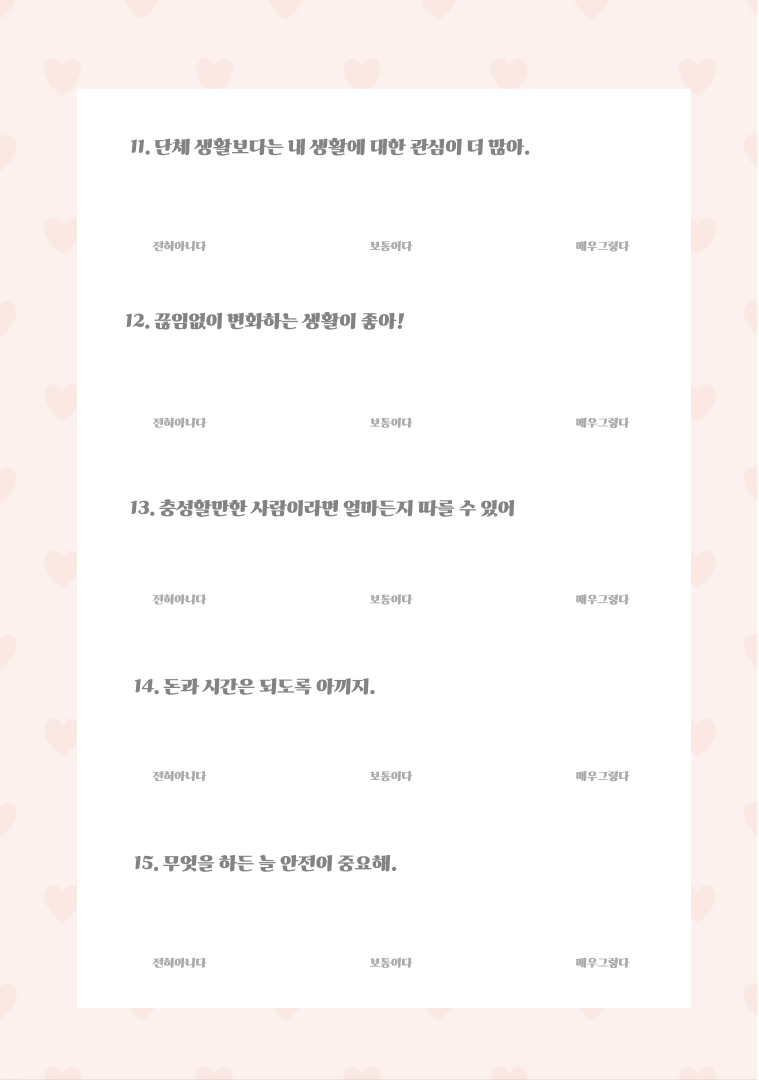 11. 단체 생활보다는 내 생활에 대한 관심이 더 많아.
전혀아니다 보통이다 매우그렇다
12. 끊임없이 변화하는 생활이 좋아!
전혀아니다 보통이다 매우그렇다
13. 충성할만한 사람이라면 얼마든지 따를 수 있어
전혀아니다 보통이다 매우그렇다
14. 돈과 시간은 되도록 아끼지.
전혀아니다 보통이다 매우그렇다
15. 무엇을 하든 늘 안전이 중요해.
전혀아니다 보통이다 매우그렇다